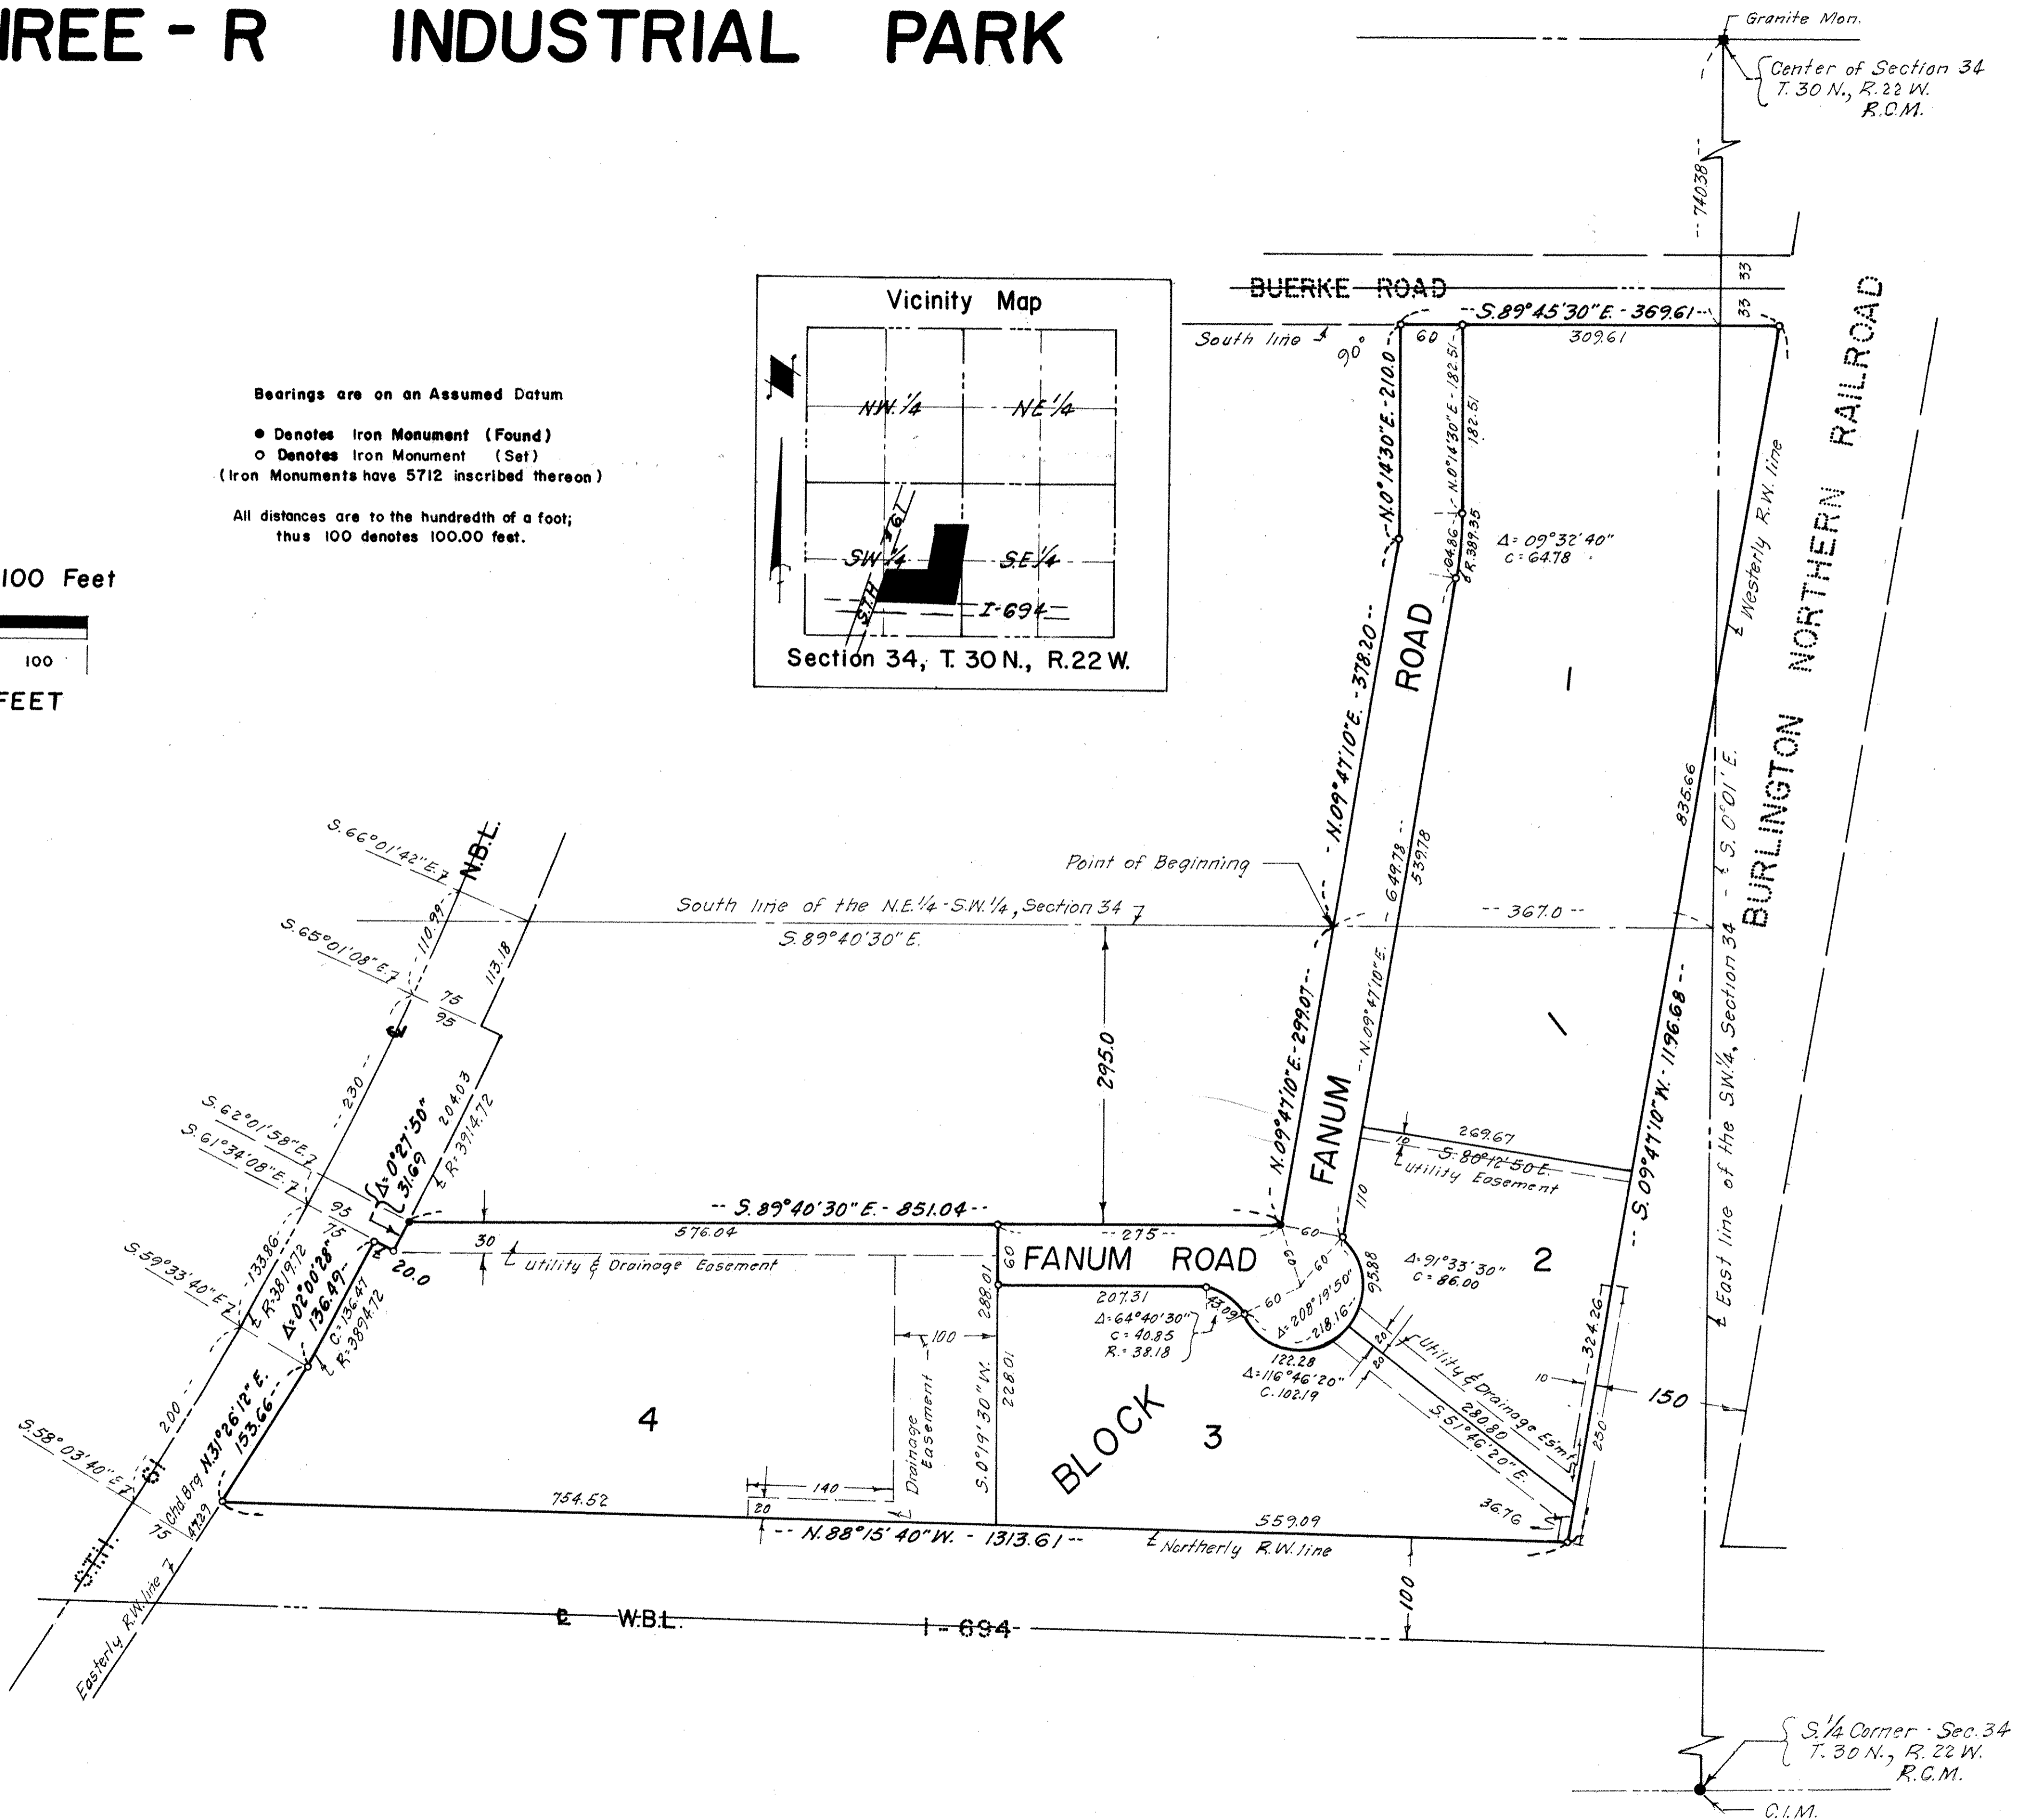 IREE - R INDUSTRIAL PARK
Granite Mon.
Center of Section 34
T. 30 N., R. 22 W.
R.C.M.
--74038--
BUERKE ROAD
33
33
--S.89°45'30"E. - 369.61--
South line
90°
60
309.61
Bearings are on an Assumed Datum
● Denotes Iron Monument (Found)
○ Denotes Iron Monument (Set)
(Iron Monuments have 5712 inscribed thereon)
All distances are to the hundredth of a foot;
thus 100 denotes 100.00 feet.
100 Feet
100
FEET
Vicinity Map
NW.1/4
NE1/4
SW 1/4
S.E.1/4
S.T.H. #61
I-694
Section 34, T. 30 N., R. 22 W.
N.0°14'30"E.-210.0
N.0°14'30"E - 182.51
182.51
64.86
R.389.35
Δ= 09°32'40"
C=64.78
Westerly R.W. line
BURLINGTON NORTHERN RAILROAD
ROAD
1
-N.09°47'10"E. - 378.20--
-- 649.78 --
539.78
835.66
N.B.L.
S.66°01'42"E.
-110.99-
Point of Beginning
South line of the N.E.1/4-S.W.1/4, Section 34
S.89°40'30"E.
-- 367.0 --
S.65°01'08"E.
113.18
75
95
℄
295.0
N.09°47'10"E-299.07--
--N.09°47'10"E.
1
-- S.09°47'10"W.- 1196.68 --
East line of the S.W.1/4, Section 34 - S.0°01'E.
-- 230 --
S.62°01'58"E.
S.61°34'08"E.
Δ=0°27'50"
31.69
204.03
R=3914.72
95
75
20.0
FANUM
110
269.67
10
S.80°12'50E.
Utility Easement
-- S.89°40'30"E.- 851.04--
576.04
30
Utility & Drainage Easement
-275-
-60-
60
60
S.59°33'40"E
-133.86-
R=3819.72
Δ=02°00'28"
136.49-
C=136.47
R=3894.72
60
FANUM ROAD
288.01
207.31
43.09
Δ=64°40'30"
C = 40.85
R.= 38.18
-60-
Δ=208°19'50"
-218.16-
95.88
Δ=91°33'30"
C = 86.00
2
122.28
Δ=116°46'20"
C.102.19
20
20
Utility & Drainage Esmt.
280.80
S.51°46'20"E.
324.26
10
250
150
100
Drainage
Easement
S.0°19'30"W.
228.01
BLOCK
3
4
200
Chd.Brg N.31°26'12"E.
153.66
47.29
75
S.58°03'40"E.
S.T.H. 61
Easterly R.W. line
754.52
140
20
-- N.88°15'40"W. - 1313.61 --
559.09
36.76
Northerly R.W. line
100
℄ W.B.L. I - 694
S.1/4 Corner - Sec. 34
T. 30 N., R. 22 W.
R.C.M.
C.I.M.